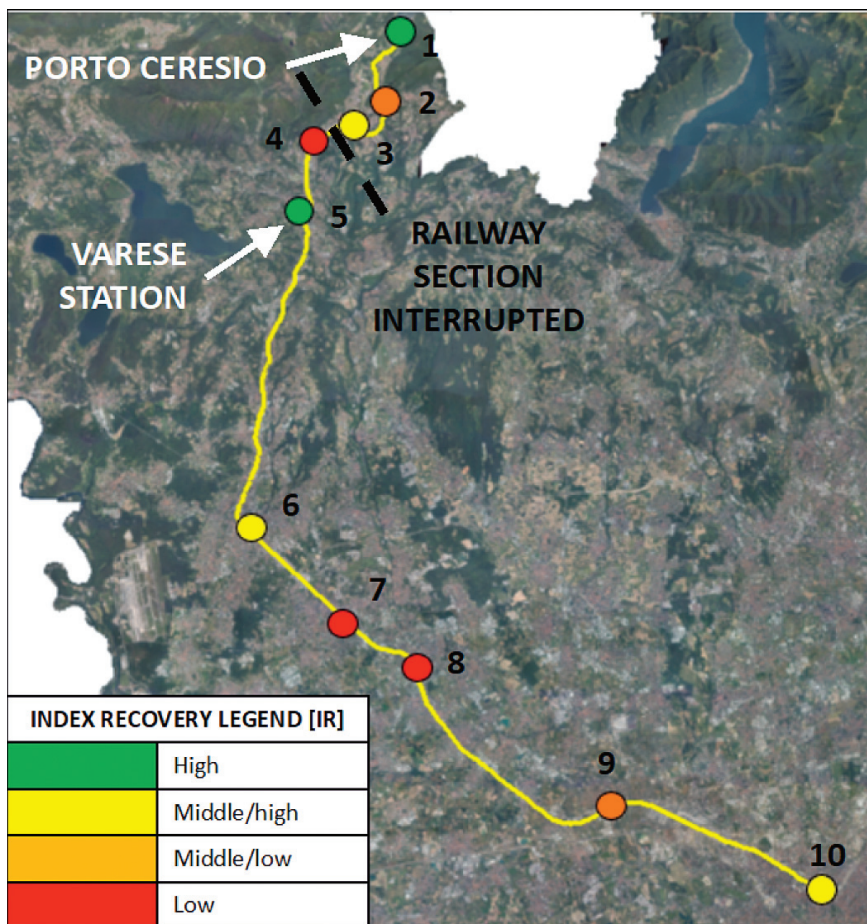 1
PORTO CERESIO
2
4
3
5
VARESE
STATION
RAILWAY
SECTION
INTERRUPTED
6
7
8
INDEX RECOVERY LEGEND [IR]
High
Middle/high
Middle/low
Low
9
10